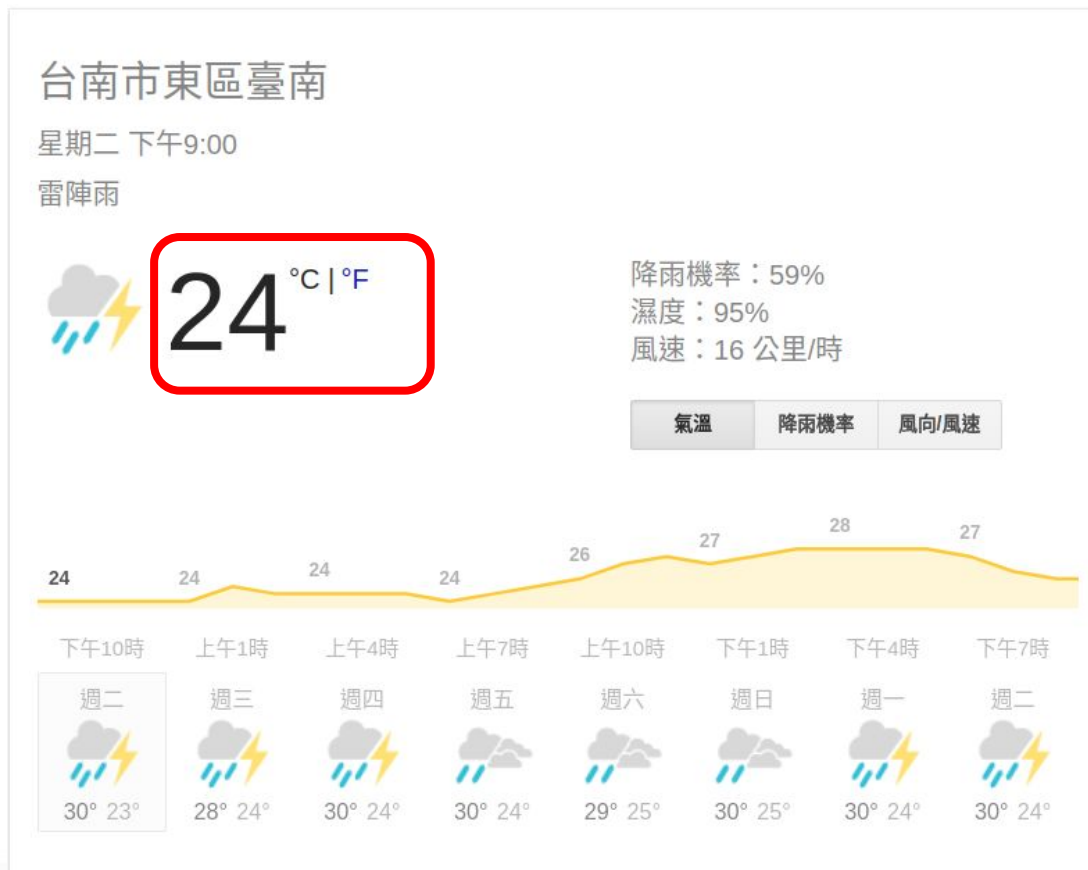 台南市東區臺南
星期二 下午9:00
雷陣雨
24 °C | °F
降雨機率：59%
濕度：95%
風速：16 公里/時
氣溫 降雨機率 風向/風速
24 24 24 24 26 27 28 27
下午10時 上午1時 上午4時 上午7時 上午10時 下午1時 下午4時 下午7時
週二 週三 週四 週五 週六 週日 週一 週二
30° 23° 28° 24° 30° 24° 30° 24° 29° 25° 30° 25° 30° 24° 30° 24°